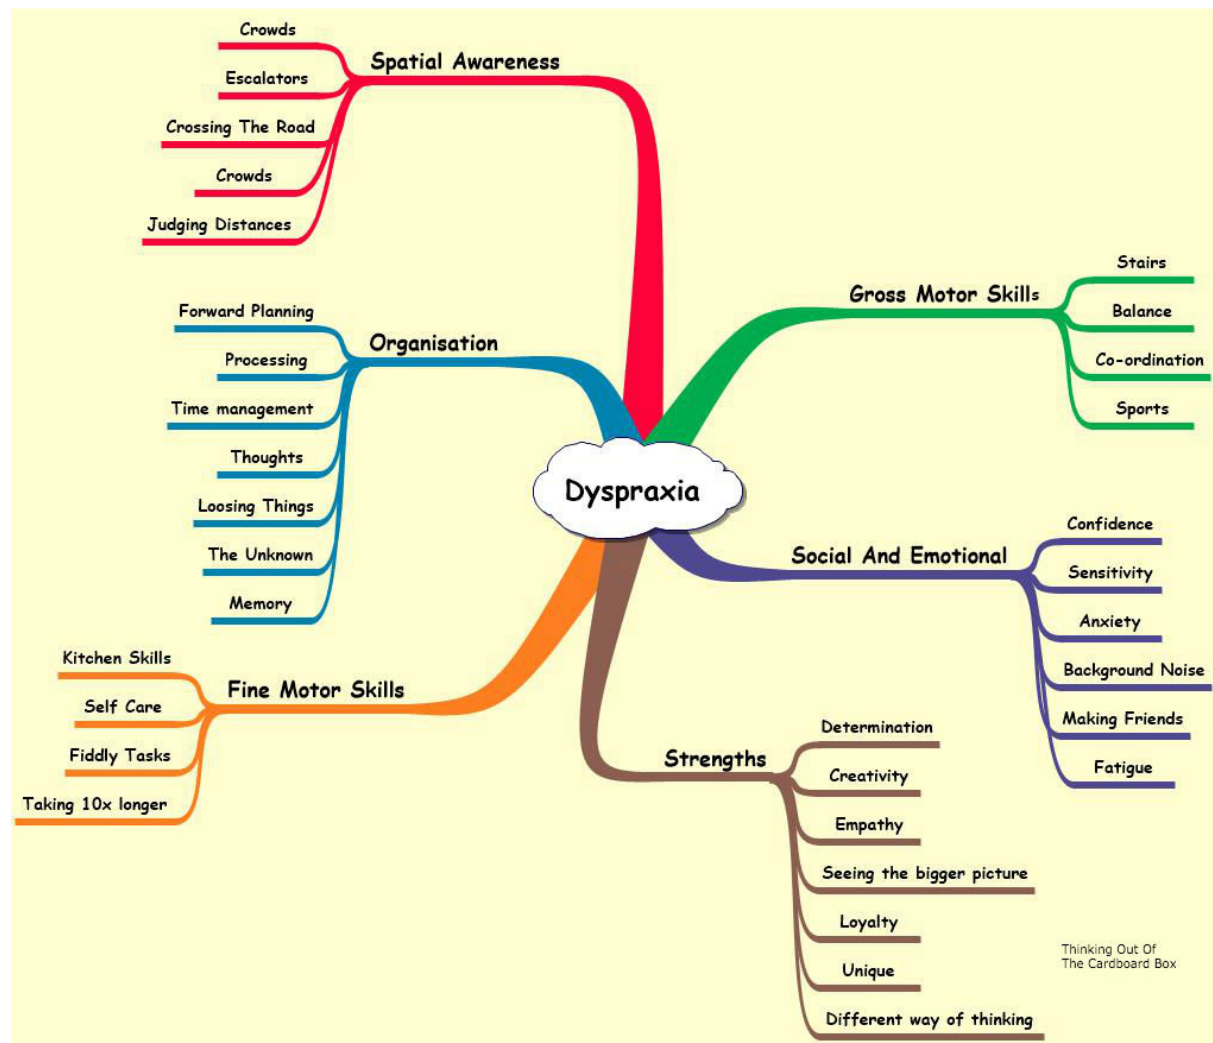 Dyspraxia
Spatial Awareness
Crowds
Escalators
Crossing The Road
Crowds
Judging Distances
Organisation
Forward Planning
Processing
Time management
Thoughts
Loosing Things
The Unknown
Memory
Fine Motor Skills
Kitchen Skills
Self Care
Fiddly Tasks
Taking 10x longer
Gross Motor Skills
Stairs
Balance
Co-ordination
Sports
Social And Emotional
Confidence
Sensitivity
Anxiety
Background Noise
Making Friends
Fatigue
Strengths
Determination
Creativity
Empathy
Seeing the bigger picture
Loyalty
Unique
Different way of thinking
Thinking Out Of
The Cardboard Box